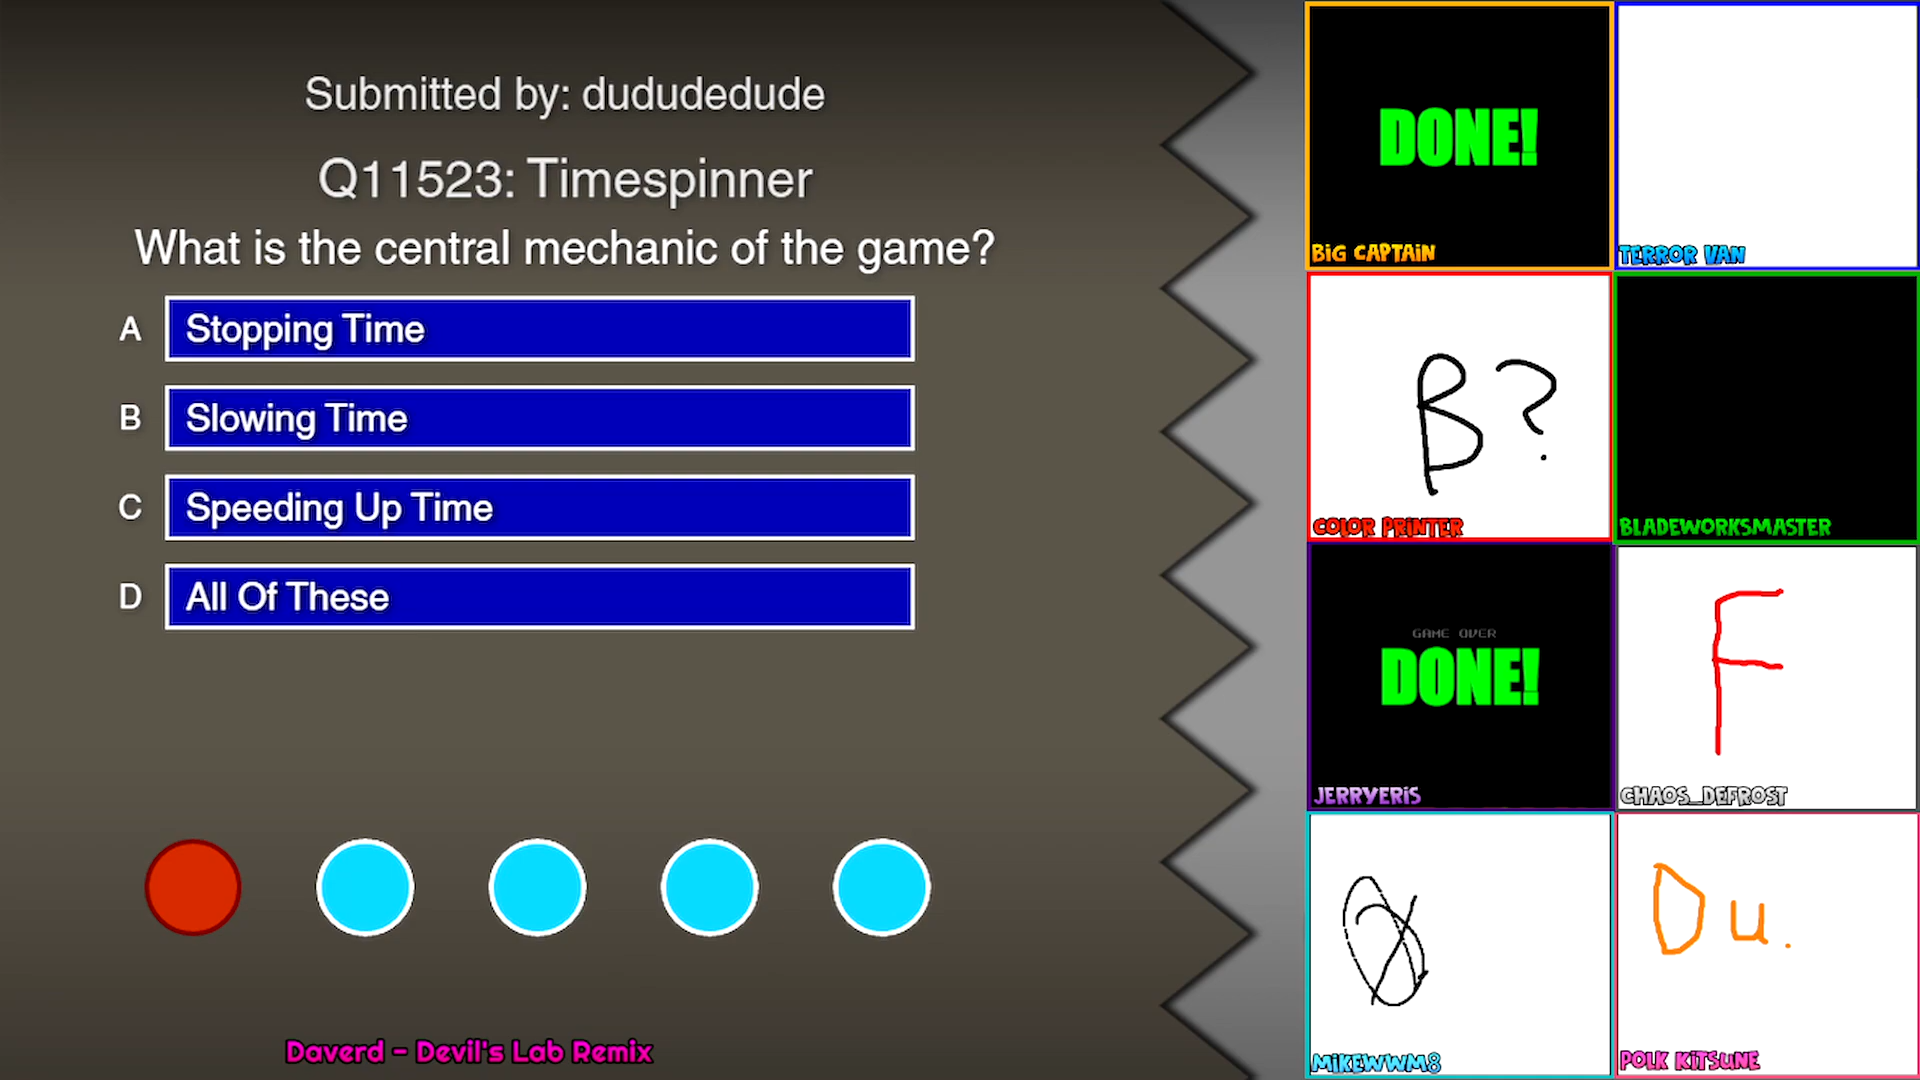 Submitted by: dududedude
Q11523: Timespinner
What is the central mechanic of the game?
A Stopping Time
B Slowing Time
C Speeding Up Time
D All Of These
Daverd - Devil's Lab Remix
DONE!
BIG CAPTAIN
TERROR VAN
B?
COLOR PRINTER
BLADEWORKSMASTER
GAME OVER
DONE!
JERRYERIS
F
CHAOS_DEFROST
MIKEWWM8
Du.
POLK KITSUNE